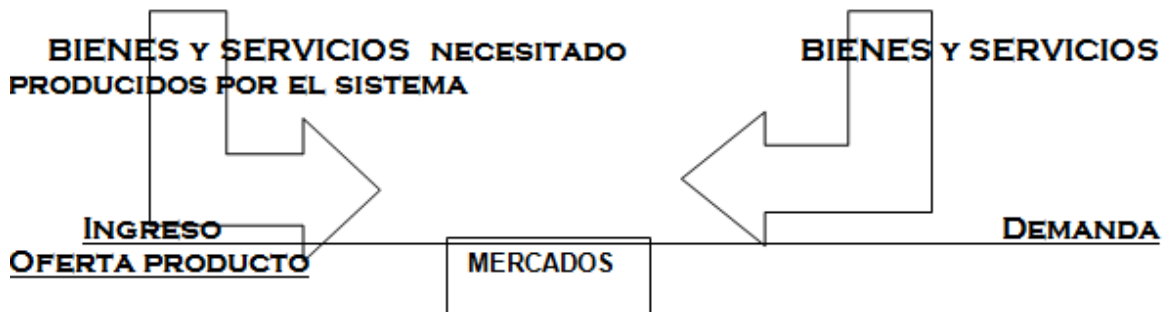 BIENES y SERVICIOS NECESITADO BIENES y SERVICIOS
PRODUCIDOS POR EL SISTEMA
INGRESO DEMANDA
OFERTA PRODUCTO
MERCADOS